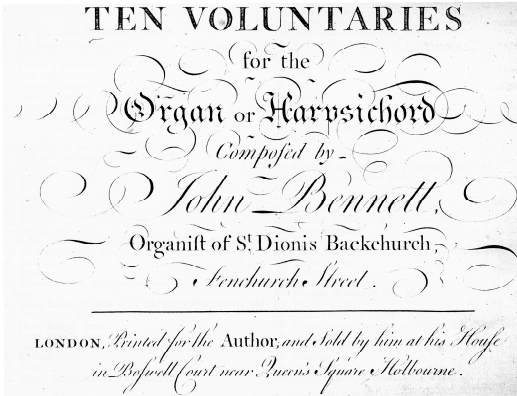 TEN VOLUNTARIES
for the
Organ or Harpsichord
Compoſed by
John Bennett,
Organiſt of St. Dionis Backchurch,
Fenchurch Street.
LONDON, Printed for the Author, and Sold by him at his Houſe
in Boſwell Court near Queen's Square Holbourne.